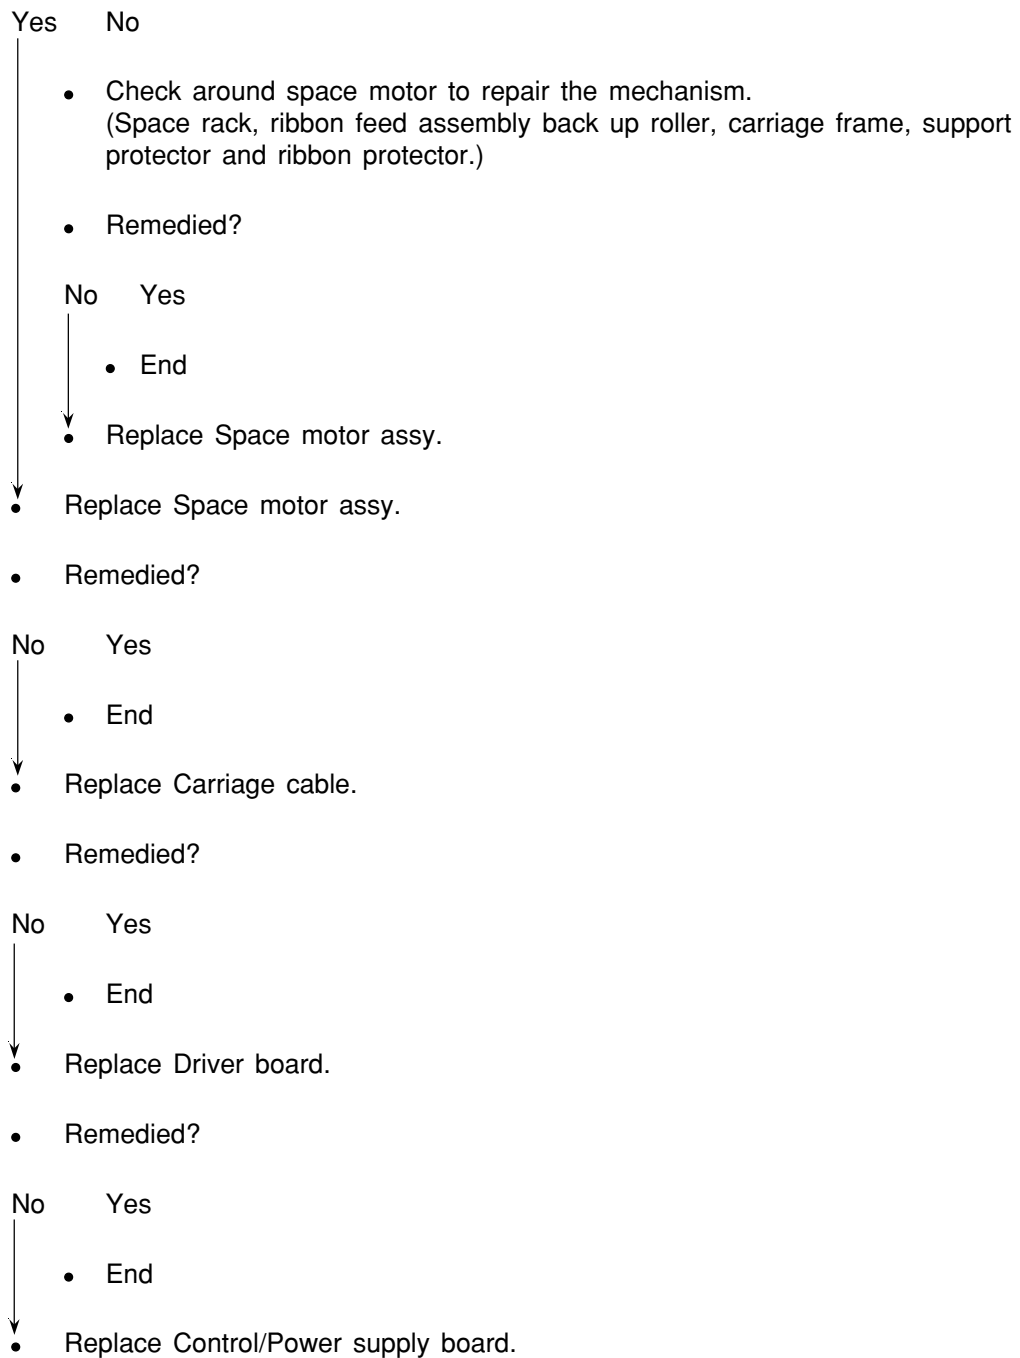 Yes No
• Check around space motor to repair the mechanism.
(Space rack, ribbon feed assembly back up roller, carriage frame, support
protector and ribbon protector.)
• Remedied?
No Yes
• End
• Replace Space motor assy.
• Replace Space motor assy.
• Remedied?
No Yes
• End
• Replace Carriage cable.
• Remedied?
No Yes
• End
• Replace Driver board.
• Remedied?
No Yes
• End
• Replace Control/Power supply board.